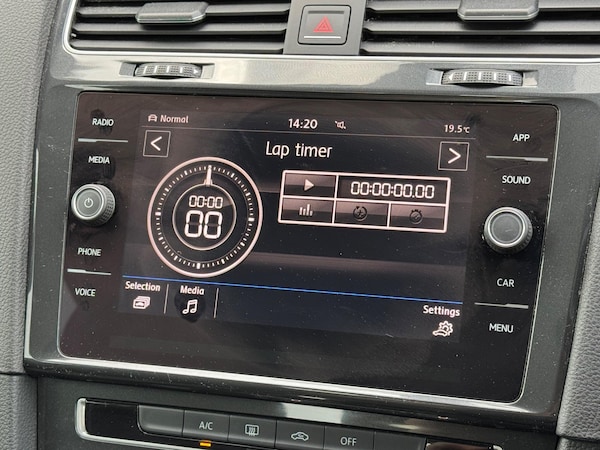 RADIO
MEDIA
PHONE
VOICE
Normal 14:20 19.5°C
Lap timer
00:00
00
00:00:00.00
Selection
Media
Settings
APP
SOUND
CAR
MENU
A/C
OFF